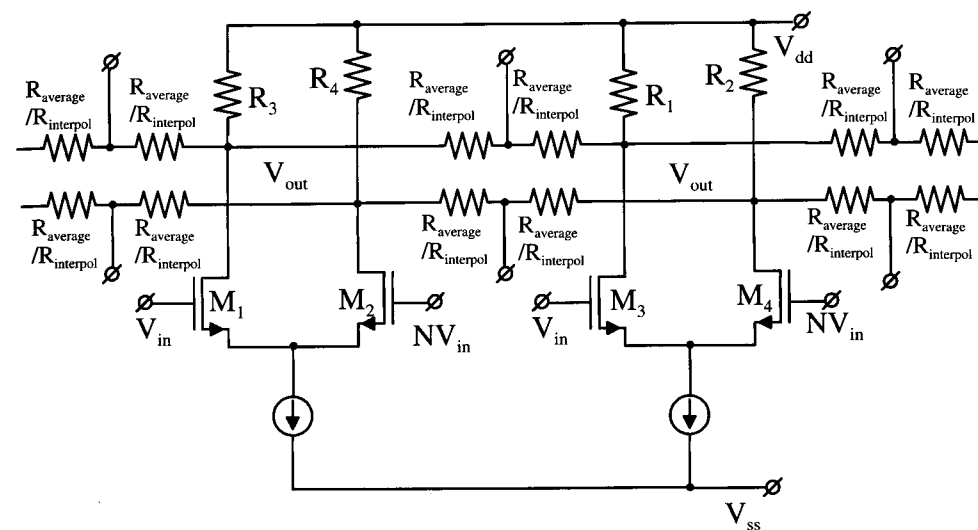 V_dd
R_average
/R_interpol
R_average
/R_interpol
R_3
R_4
R_average
/R_interpol
R_average
/R_interpol
R_1
R_2
R_average
/R_interpol
R_average
/R_interpol
V_out
V_out
R_average
/R_interpol
R_average
/R_interpol
R_average
/R_interpol
R_average
/R_interpol
R_average
/R_interpol
R_average
/R_interpol
M_1
M_2
M_3
M_4
V_in
NV_in
V_in
NV_in
V_ss